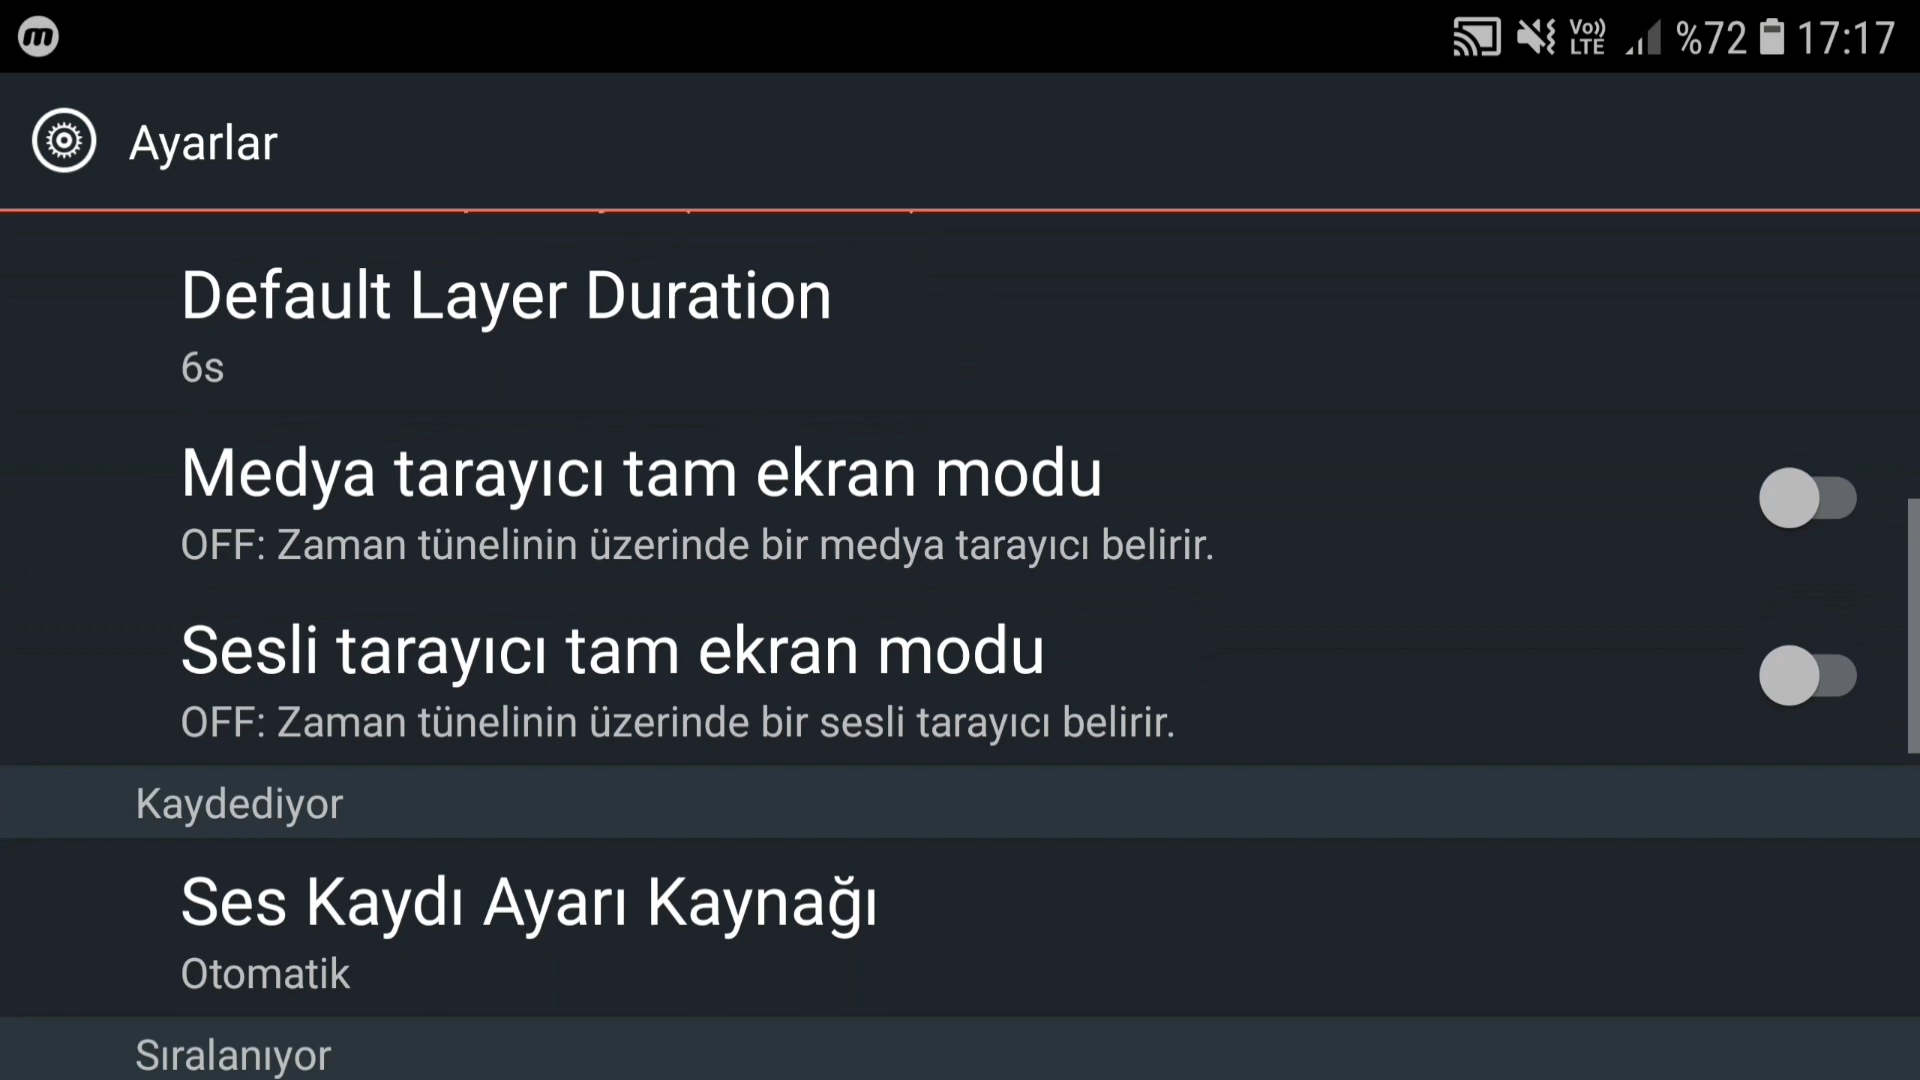 m
Vo)) LTE %72 17:17
Ayarlar
Default Layer Duration
6s
Medya tarayıcı tam ekran modu
OFF: Zaman tünelinin üzerinde bir medya tarayıcı belirir.
Sesli tarayıcı tam ekran modu
OFF: Zaman tünelinin üzerinde bir sesli tarayıcı belirir.
Kaydediyor
Ses Kaydı Ayarı Kaynağı
Otomatik
Sıralanıyor